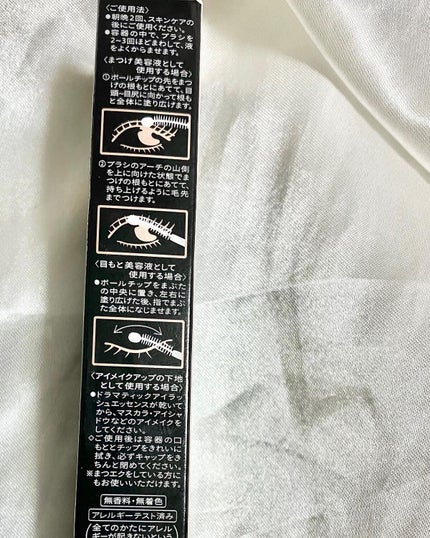 〈ご使用法〉
●朝晩2回、スキンケアの
後にご使用ください。
●容器の中で、ブラシを
2~3回ほどまわして、液
をよくからませます。
〈まつげ美容液として
使用する場合〉
①ボールチップの先をまつ
げの根もとにあてて、目
頭~目尻に向かって根も
と全体に塗り広げます。
②ブラシのアーチの山側
を上に向けた状態でま
つげの根もとにあてて、
持ち上げるように毛先
までつけます。
〈目もと美容液として
使用する場合〉
●ボールチップをまぶた
の中央に置き、左右に
塗り広げた後、指でまぶ
た全体になじませます。
〈アイメイクアップの下地
として使用する場合〉
●ドラマティックアイラッ
シュエッセンスが乾いて
から、マスカラ・アイシャ
ドウなどのアイメイクを
してください。
◇ご使用後は容器の口
もととチップをきれいに
拭き、必ずキャップをき
ちんと閉めてください。
※まつエクをしている方に
もお使いいただけます。
無香料・無着色
アレルギーテスト済み
全てのかたにアレル
ギーが起きないという